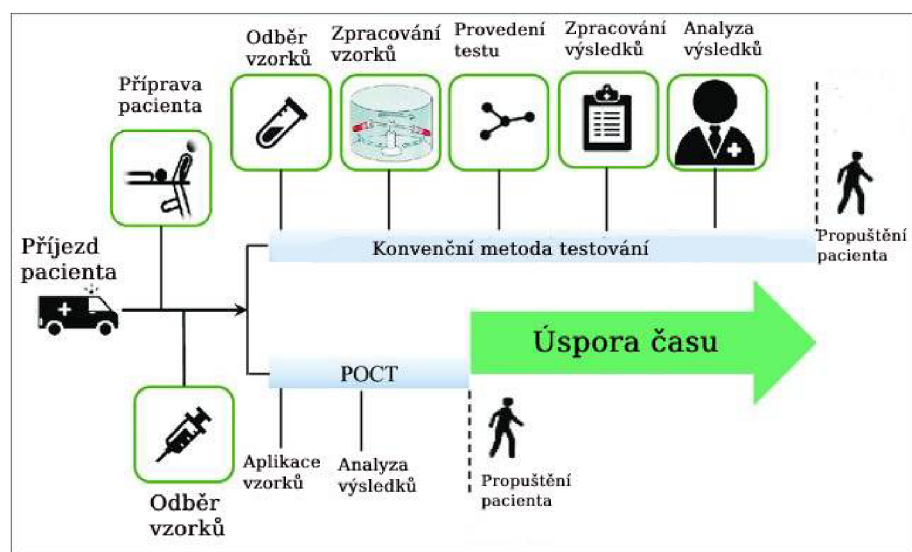 Odběr
vzorků
Zpracování
vzorků
Provedení
testu
Zpracování
výsledků
Analyza
výsledků
Příprava
pacienta
Příjezd
pacienta
Konvenční metoda testování
Propuštění
pacienta
Úspora času
POCT
Aplikace
vzorků
Analyza
výsledků
Propuštění
pacienta
Odběr
vzorků